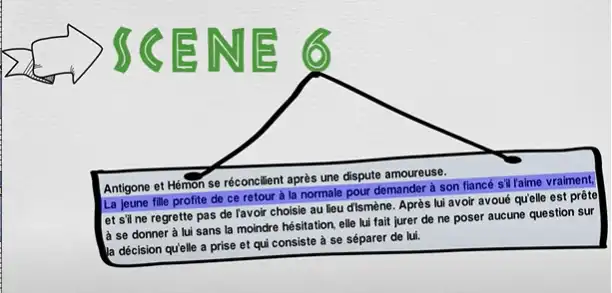 SCENE 6
Antigone et Hémon se réconcilient après une dispute amoureuse.
La jeune fille profite de ce retour à la normale pour demander à son fiancé s'il l'aime vraiment,
et s'il ne regrette pas de l'avoir choisie au lieu d'Ismène. Après lui avoir avoué qu'elle est prête
à se donner à lui sans la moindre hésitation, elle lui fait jurer de ne poser aucune question sur
la décision qu'elle a prise et qui consiste à se séparer de lui.